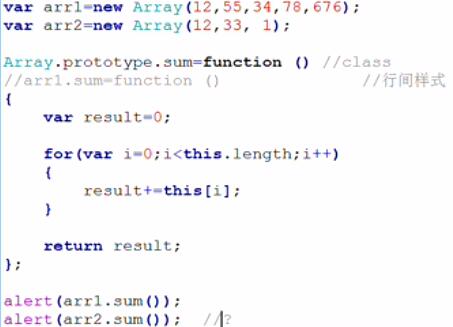 var arr1=new Array(12,55,34,78,676);
var arr2=new Array(12,33, 1);
Array.prototype.sum=function () //class
//arr1.sum=function () //行间样式
{
var result=0;
for(var i=0;i<this.length;i++)
{
result+=this[i];
}
return result;
};
alert(arr1.sum());
alert(arr2.sum()); //?